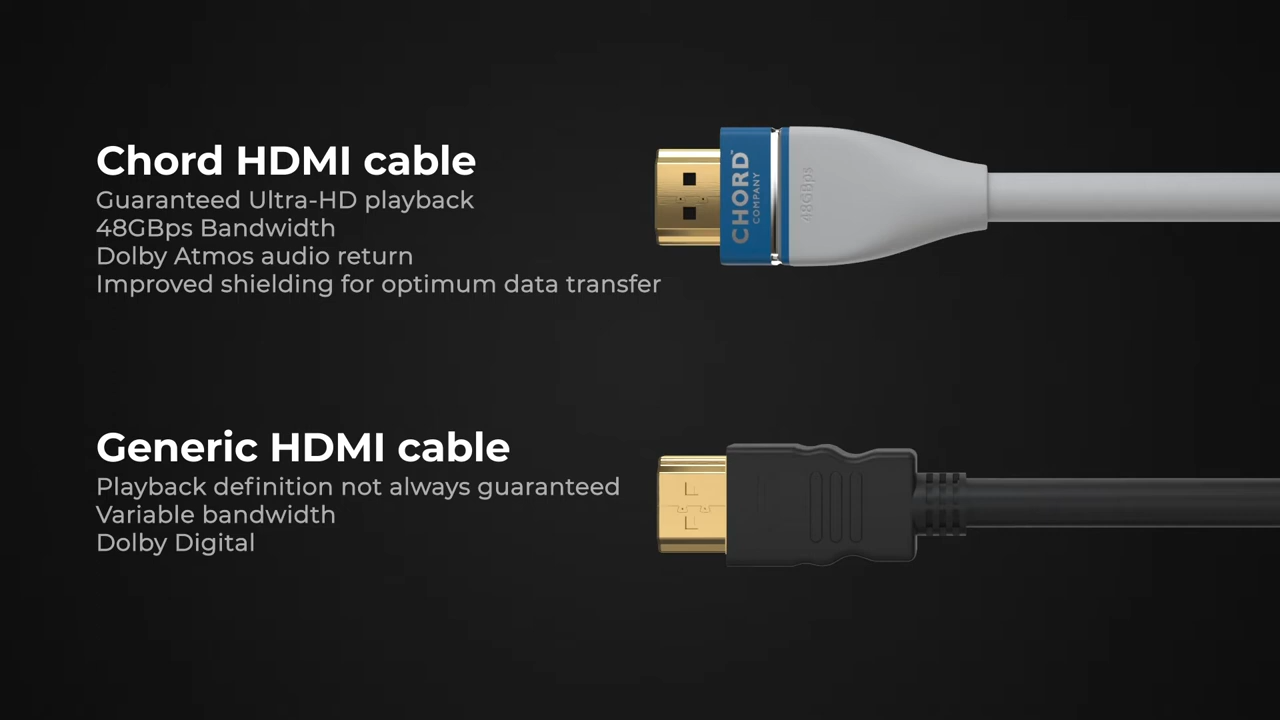 Chord HDMI cable
Guaranteed Ultra-HD playback
48GBps Bandwidth
Dolby Atmos audio return
Improved shielding for optimum data transfer
CHORD™
COMPANY
48GBps
Generic HDMI cable
Playback definition not always guaranteed
Variable bandwidth
Dolby Digital